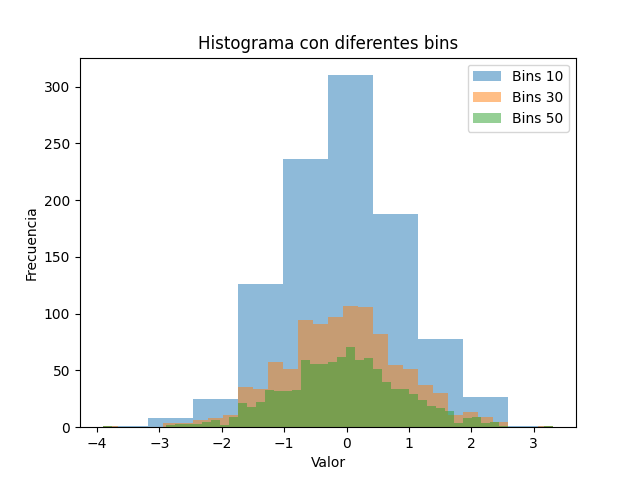 Histograma con diferentes bins
Bins 10
Bins 30
Bins 50
Frecuencia
300
250
200
150
100
50
0
−4 −3 −2 −1 0 1 2 3
Valor